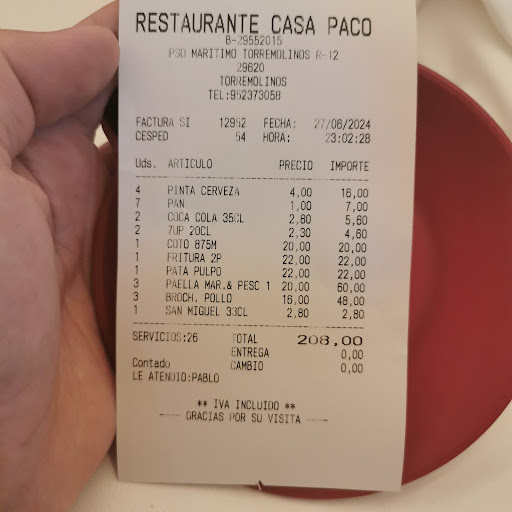 RESTAURANTE CASA PACO
B-29552015
PSO MARITIMO TORREMOLINOS R-12
29620
TORREMOLINOS
TEL:952373058
FACTURA SI 12952 FECHA: 27/06/2024
CESPED 54 HORA: 23:02:28
Uds. ARTICULO PRECIO IMPORTE
4 PINTA CERVEZA 4,00 16,00
7 PAN 1,00 7,00
2 COCA COLA 35CL 2,80 5,60
2 7UP 20CL 2,30 4,60
1 COTO 875M 20,00 20,00
1 FRITURA 2P 22,00 22,00
1 PATA PULPO 22,00 22,00
3 PAELLA MAR.& PESC 1 20,00 60,00
3 BROCH. POLLO 16,00 48,00
1 SAN MIGUEL 33CL 2,80 2,80
SERVICIOS:26 TOTAL 208,00
ENTREGA 0,00
Contado CAMBIO 0,00
LE ATENDIO:PABLO
** IVA INCLUIDO **
---- GRACIAS POR SU VISITA ----